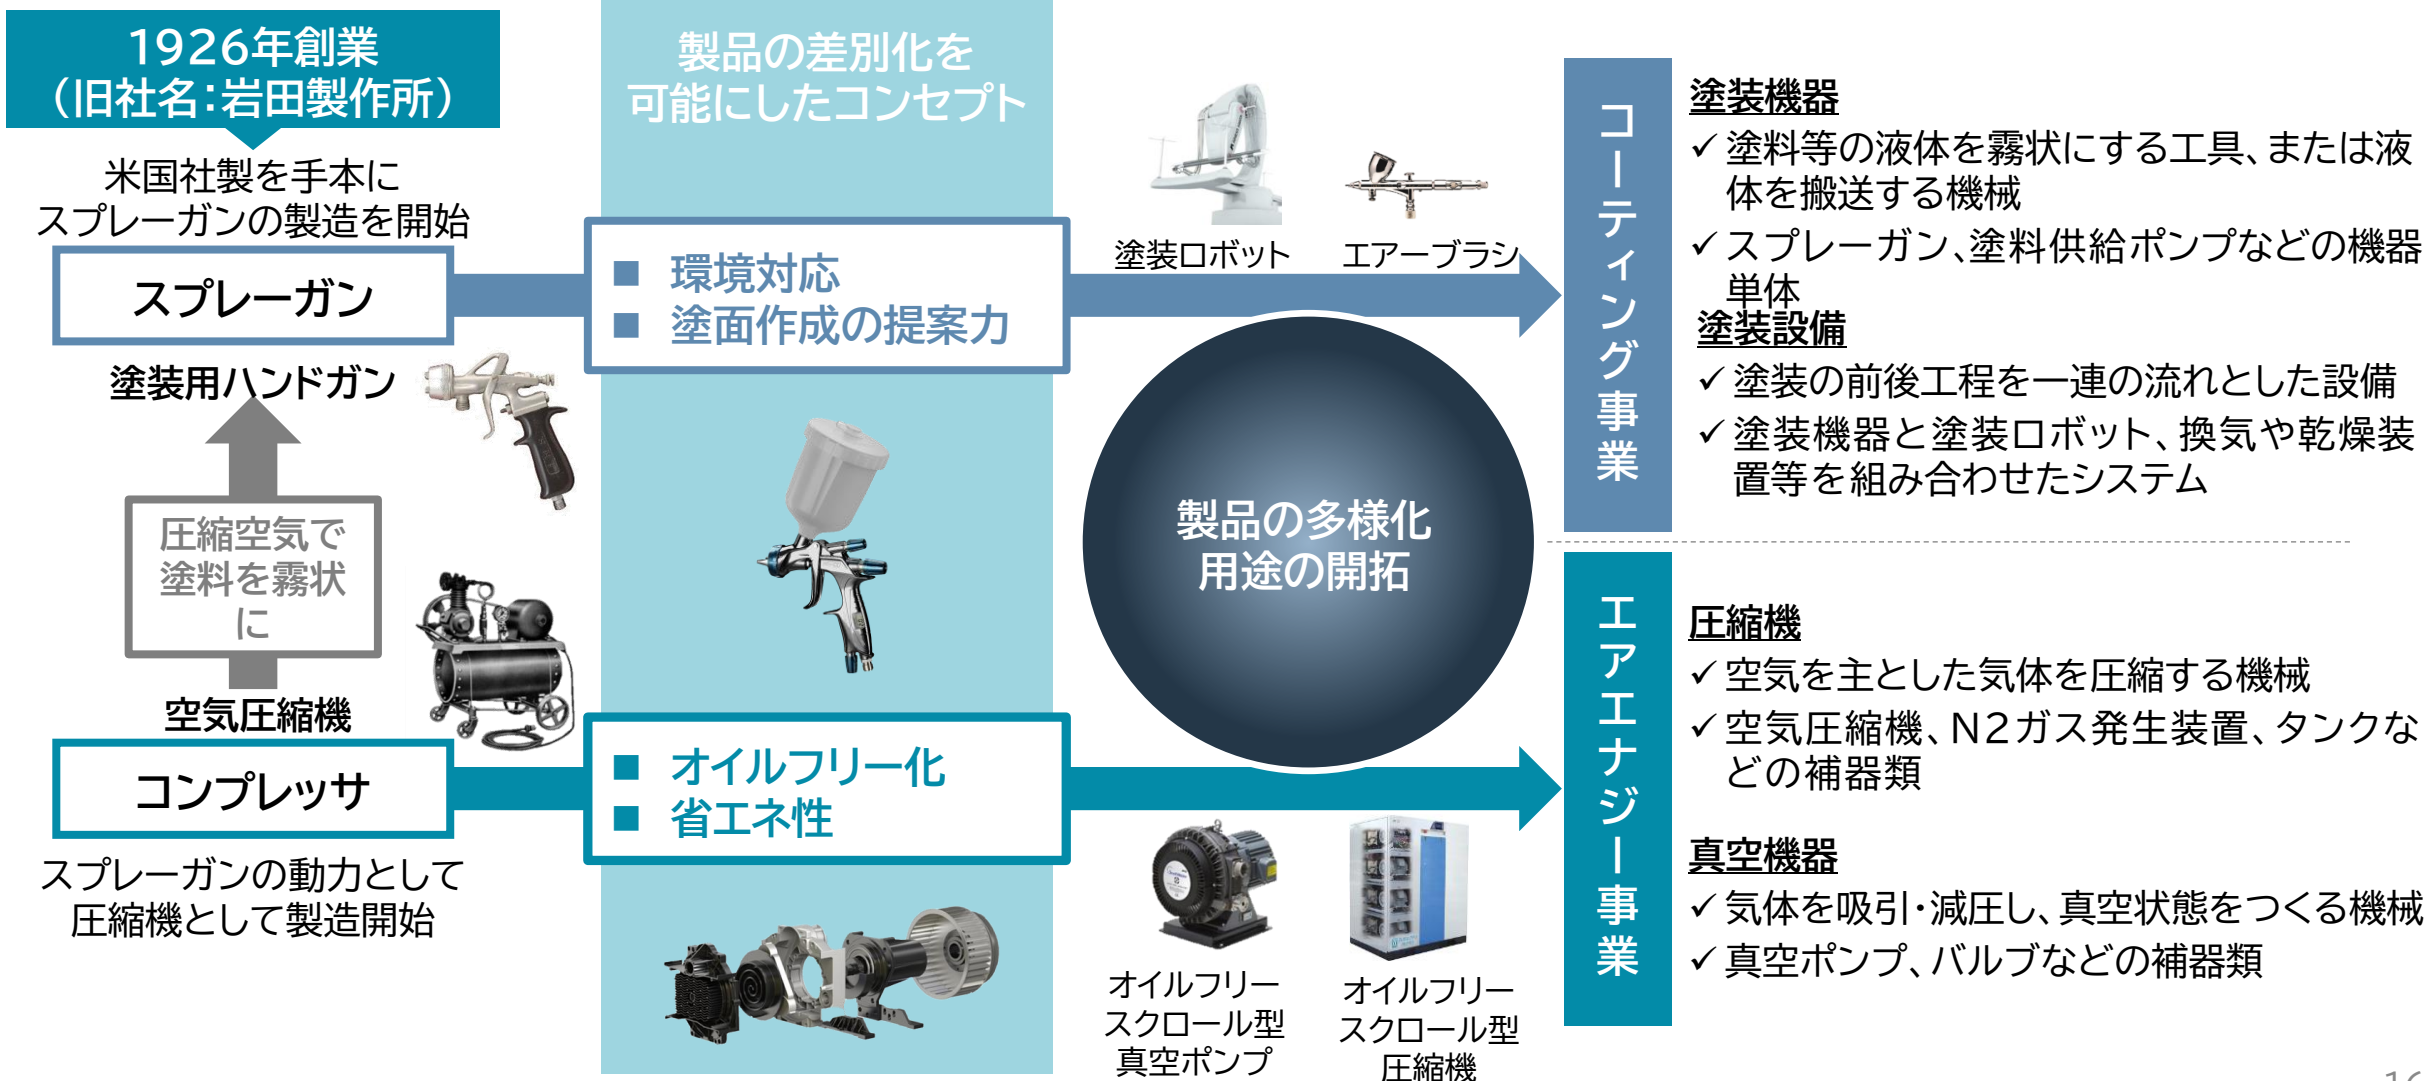 1926年創業
（旧社名：岩田製作所）
米国社製を手本に
スプレーガンの製造を開始
スプレーガン
塗装用ハンドガン
圧縮空気で
塗料を霧状
に
空気圧縮機
コンプレッサ
スプレーガンの動力として
圧縮機として製造開始
製品の差別化を
可能にしたコンセプト
■ 環境対応
■ 塗面作成の提案力
■ オイルフリー化
■ 省エネ性
塗装ロボット
エアーブラシ
製品の多様化
用途の開拓
オイルフリー
スクロール型
真空ポンプ
オイルフリー
スクロール型
圧縮機
コーティング事業
塗装機器
✓ 塗料等の液体を霧状にする工具、または液
体を搬送する機械
✓ スプレーガン、塗料供給ポンプなどの機器
単体
塗装設備
✓ 塗装の前後工程を一連の流れとした設備
✓ 塗装機器と塗装ロボット、換気や乾燥装
置等を組み合わせたシステム
エアエナジー事業
圧縮機
✓ 空気を主とした気体を圧縮する機械
✓ 空気圧縮機、N2ガス発生装置、タンクな
どの補器類
真空機器
✓ 気体を吸引・減圧し、真空状態をつくる機械
✓ 真空ポンプ、バルブなどの補器類